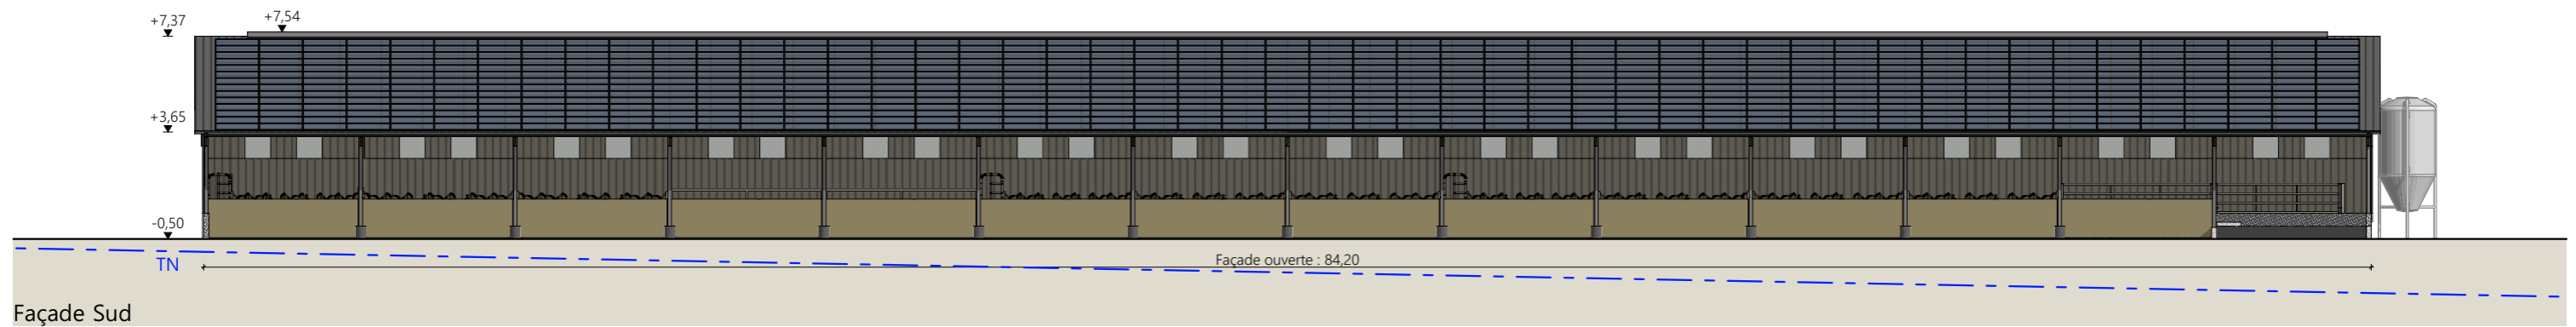 +7,54
+7,37
+3,65
-0,50
TN
Façade ouverte : 84,20
Façade Sud